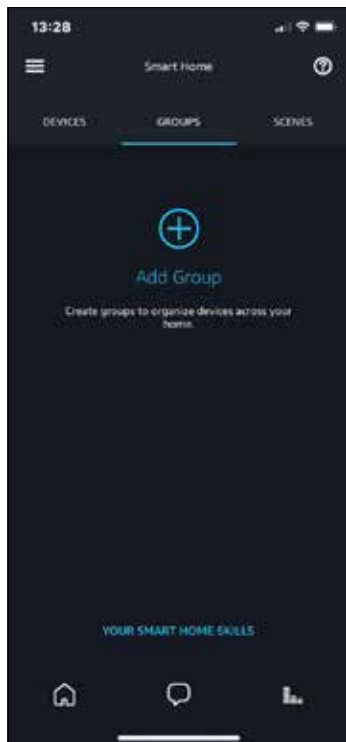 13:28
Smart Home
DEVICES GROUPS SCENES
Add Group
Create groups to organize devices across your
home.
YOUR SMART HOME SKILLS